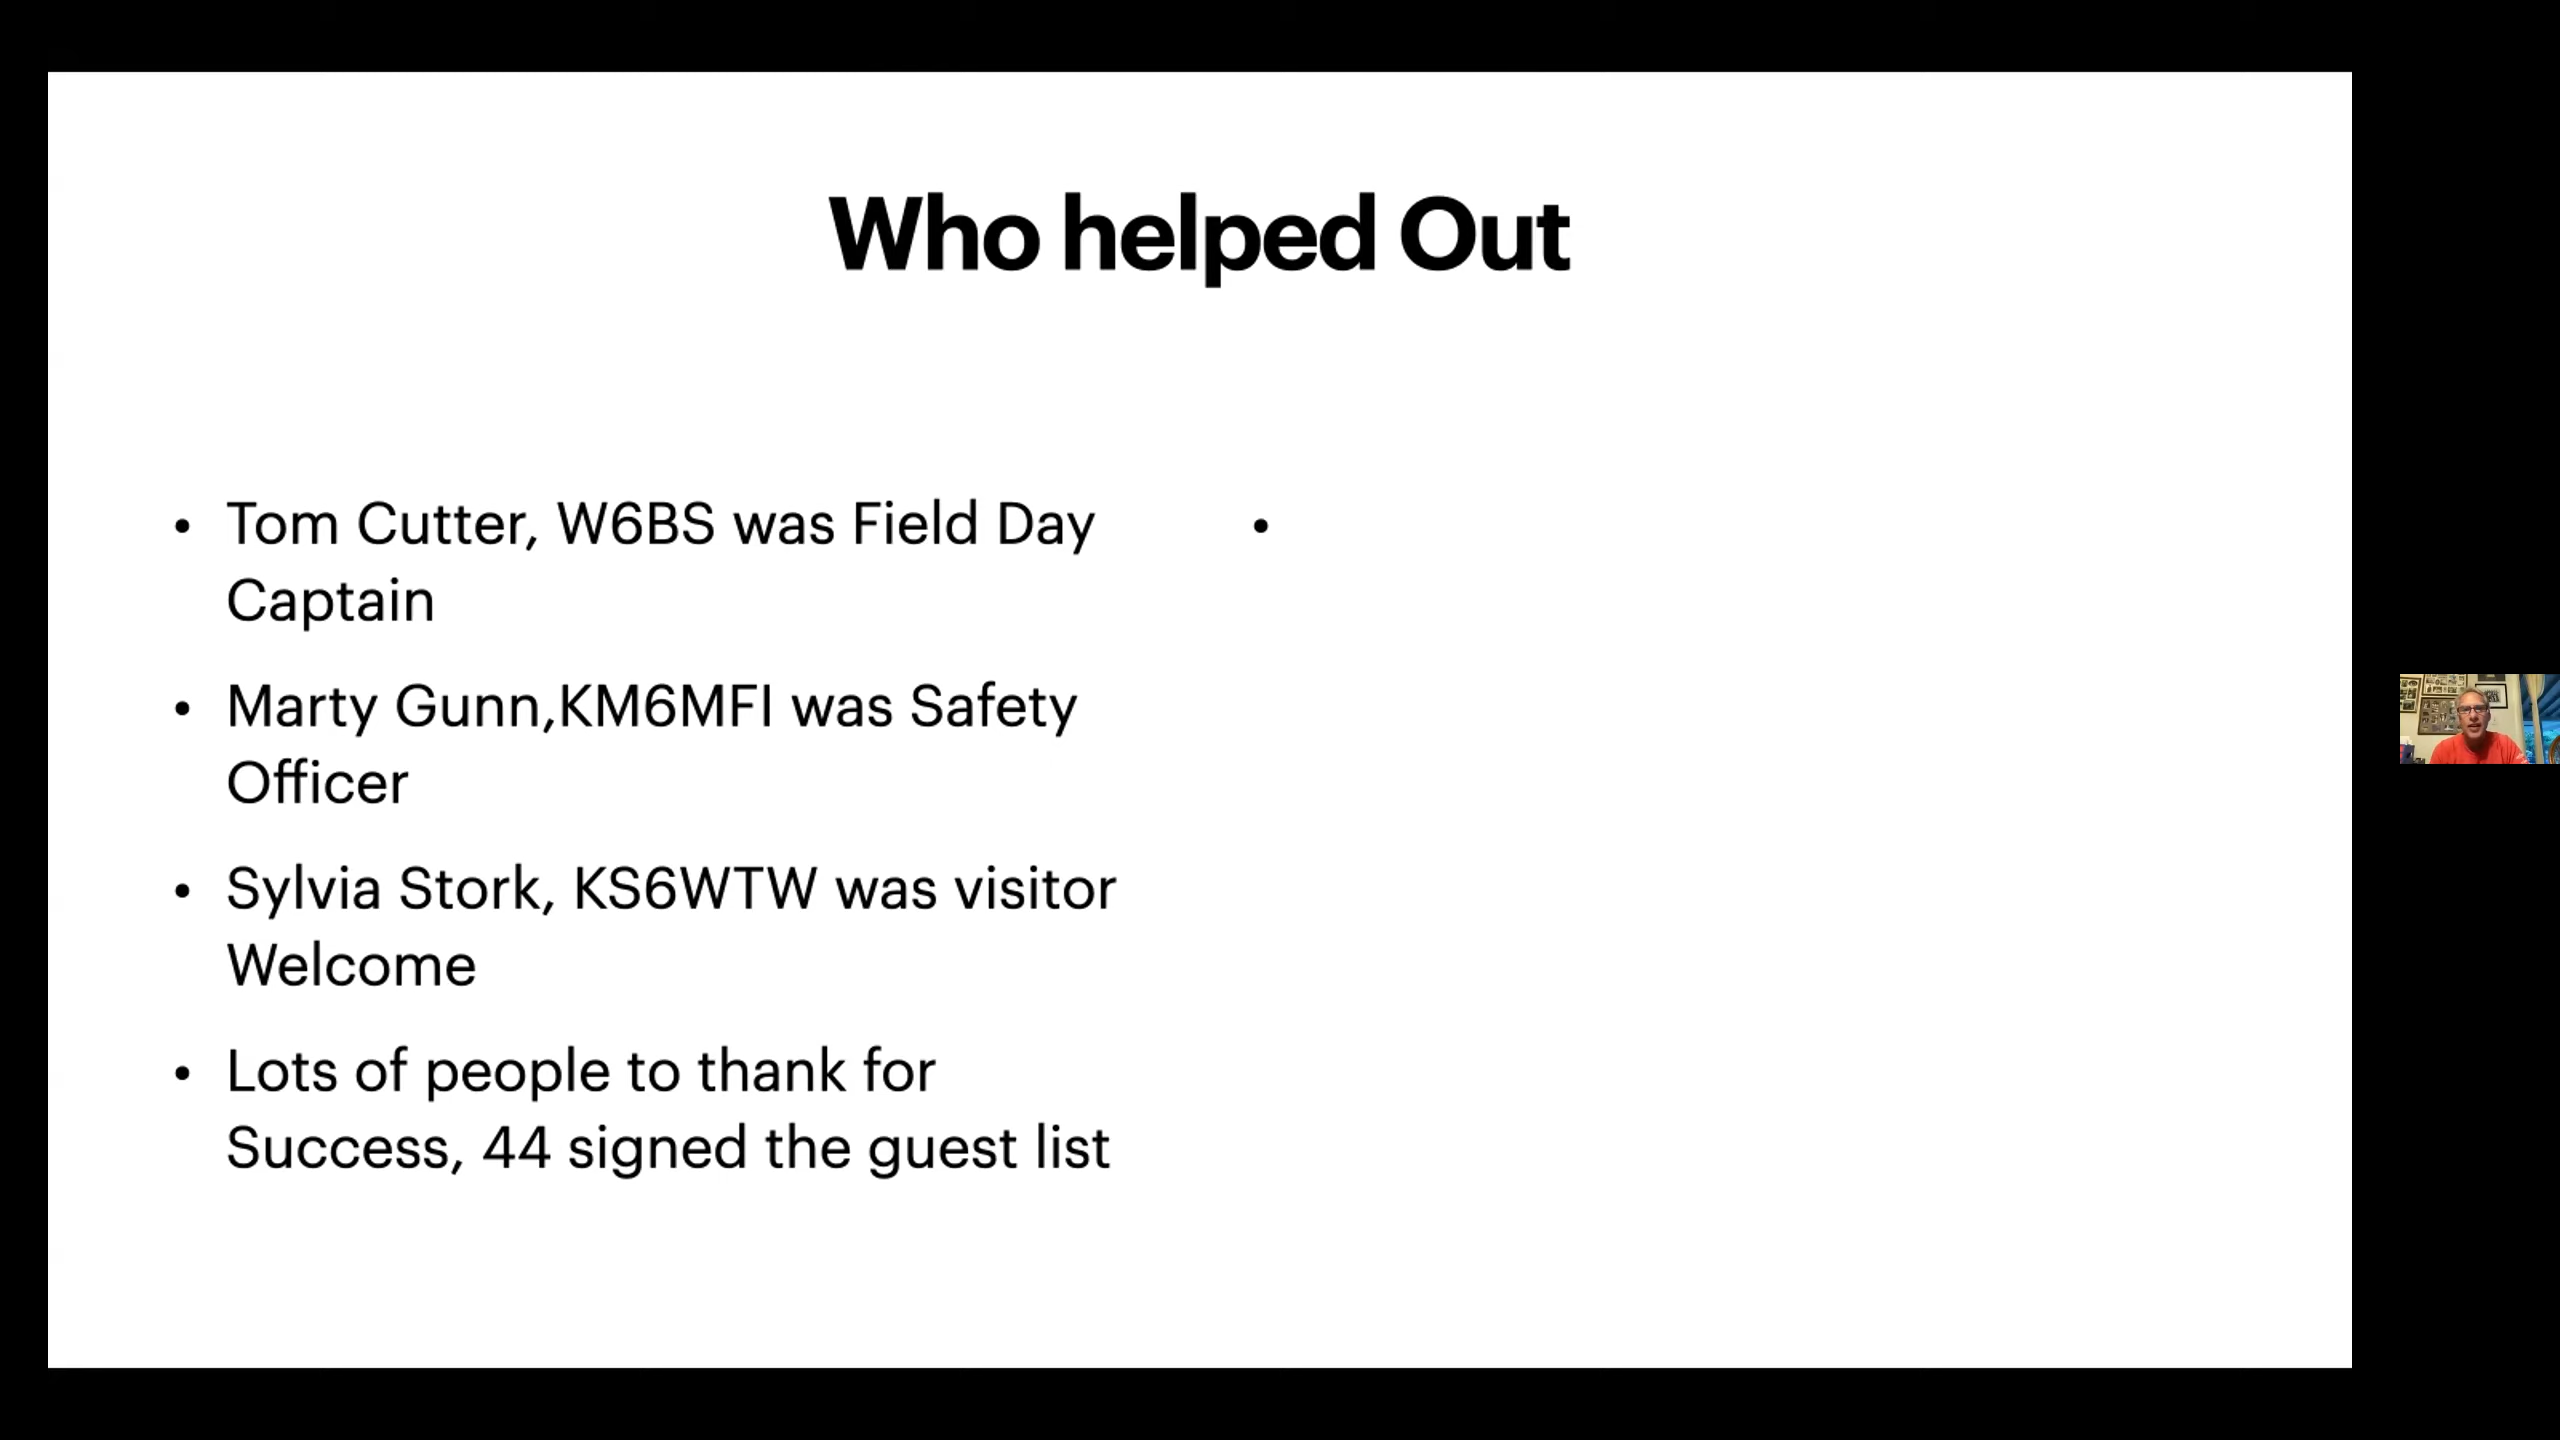 Who helped Out
• Tom Cutter, W6BS was Field Day
Captain
• Marty Gunn,KM6MFI was Safety
Officer
• Sylvia Stork, KS6WTW was visitor
Welcome
• Lots of people to thank for
Success, 44 signed the guest list
•